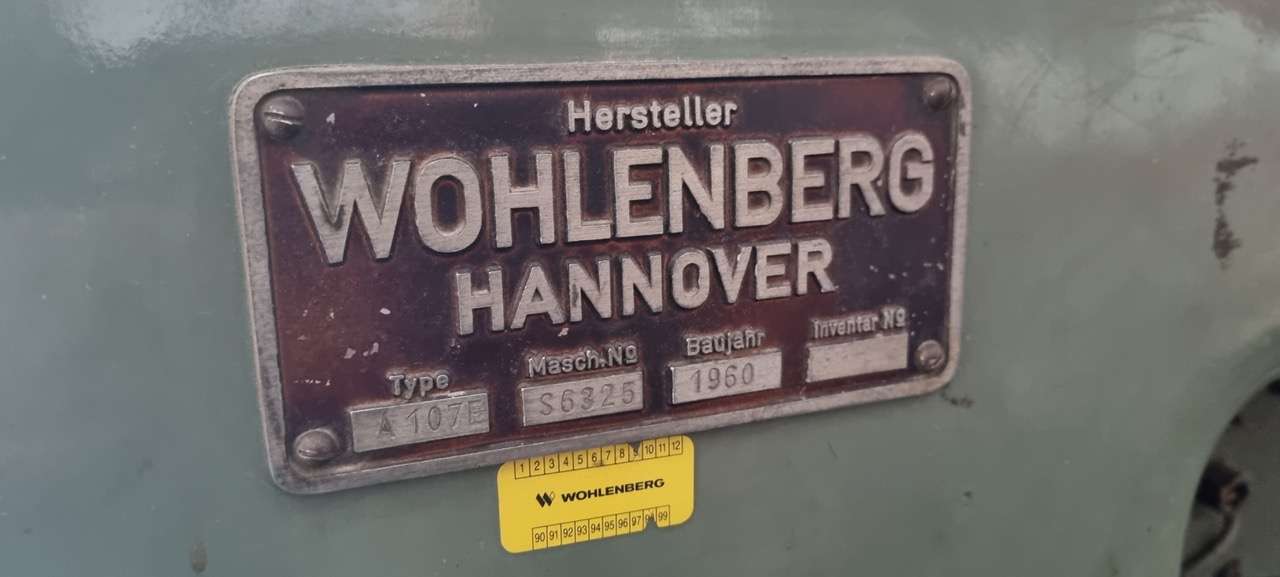 Hersteller
WOHLENBERG
HANNOVER
Type Masch.No Baujahr Inventar No
A 107E S6325 1960
1 2 3 4 5 6 7 8 9 10 11 12
W WOHLENBERG
90 91 92 93 94 95 96 97 98 99